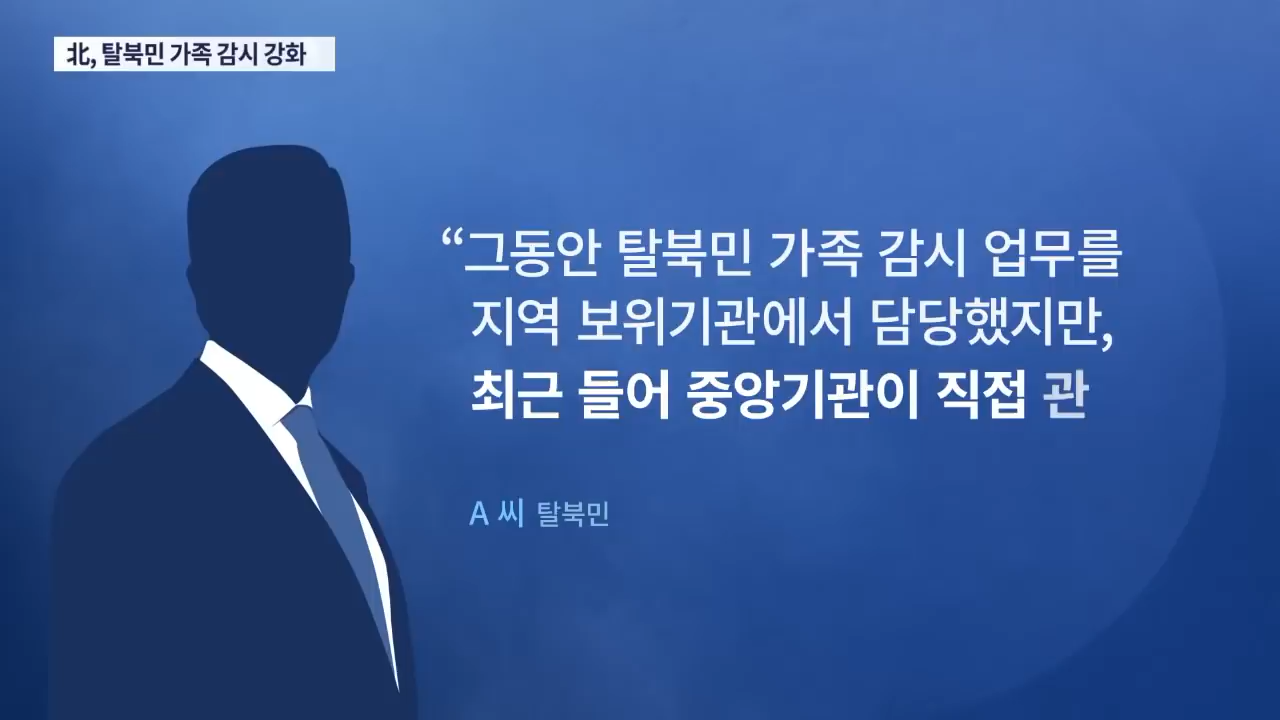 北, 탈북민 가족 감시 강화
“그동안 탈북민 가족 감시 업무를
지역 보위기관에서 담당했지만,
최근 들어 중앙기관이 직접 관
A 씨 탈북민